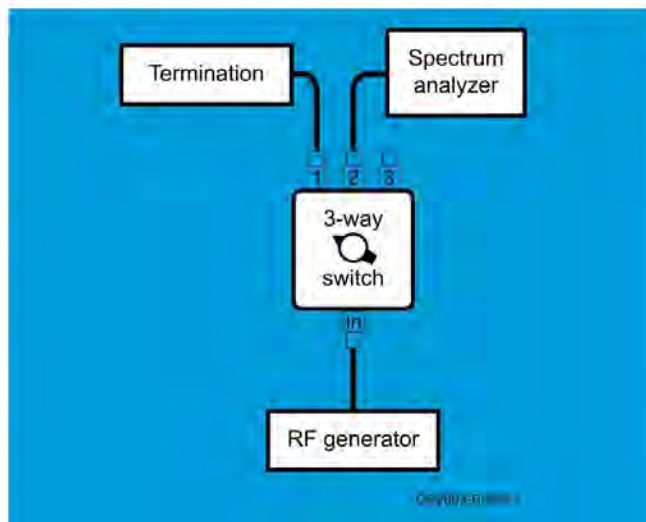 Termination
Spectrum
analyzer
1 2 3
3-way
switch
In
RF generator